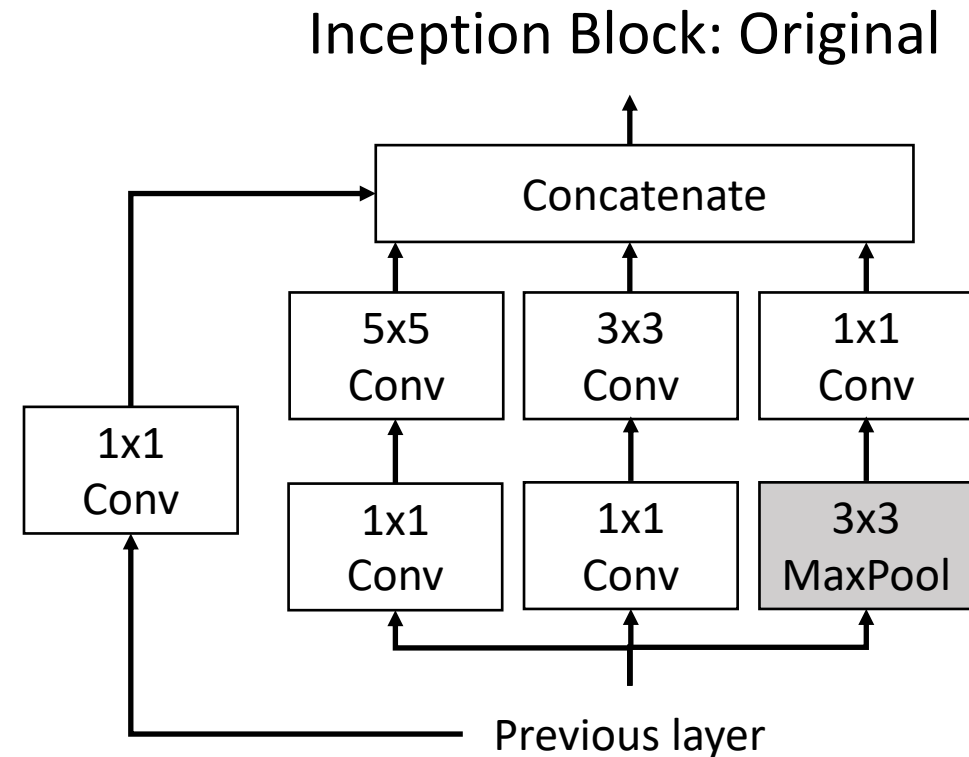 Inception Block: Original
Concatenate
5x5
Conv
3x3
Conv
1x1
Conv
1x1
Conv
1x1
Conv
1x1
Conv
3x3
MaxPool
Previous layer